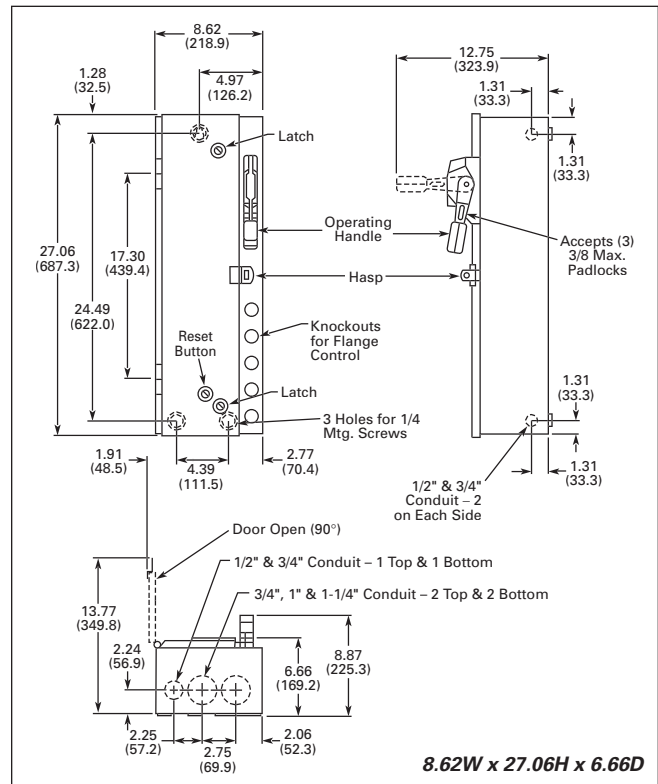 8.62
(218.9)
4.97
(126.2)
1.28
(32.5)
Latch
27.06
(687.3)
17.30
(439.4)
24.49
(622.0)
Operating
Handle
Hasp
Knockouts
for Flange
Control
Reset
Button
Latch
3 Holes for 1/4
Mtg. Screws
1.91
(48.5)
4.39
(111.5)
2.77
(70.4)
12.75
(323.9)
1.31
(33.3)
1.31
(33.3)
Accepts (3)
3/8 Max.
Padlocks
1.31
(33.3)
1.31
(33.3)
1/2" & 3/4"
Conduit – 2
on Each Side
Door Open (90°)
1/2" & 3/4" Conduit – 1 Top & 1 Bottom
3/4", 1" & 1-1/4" Conduit – 2 Top & 2 Bottom
13.77
(349.8)
2.24
(56.9)
6.66
(169.2)
8.87
(225.3)
2.25
(57.2)
2.75
(69.9)
2.06
(52.3)
8.62W x 27.06H x 6.66D